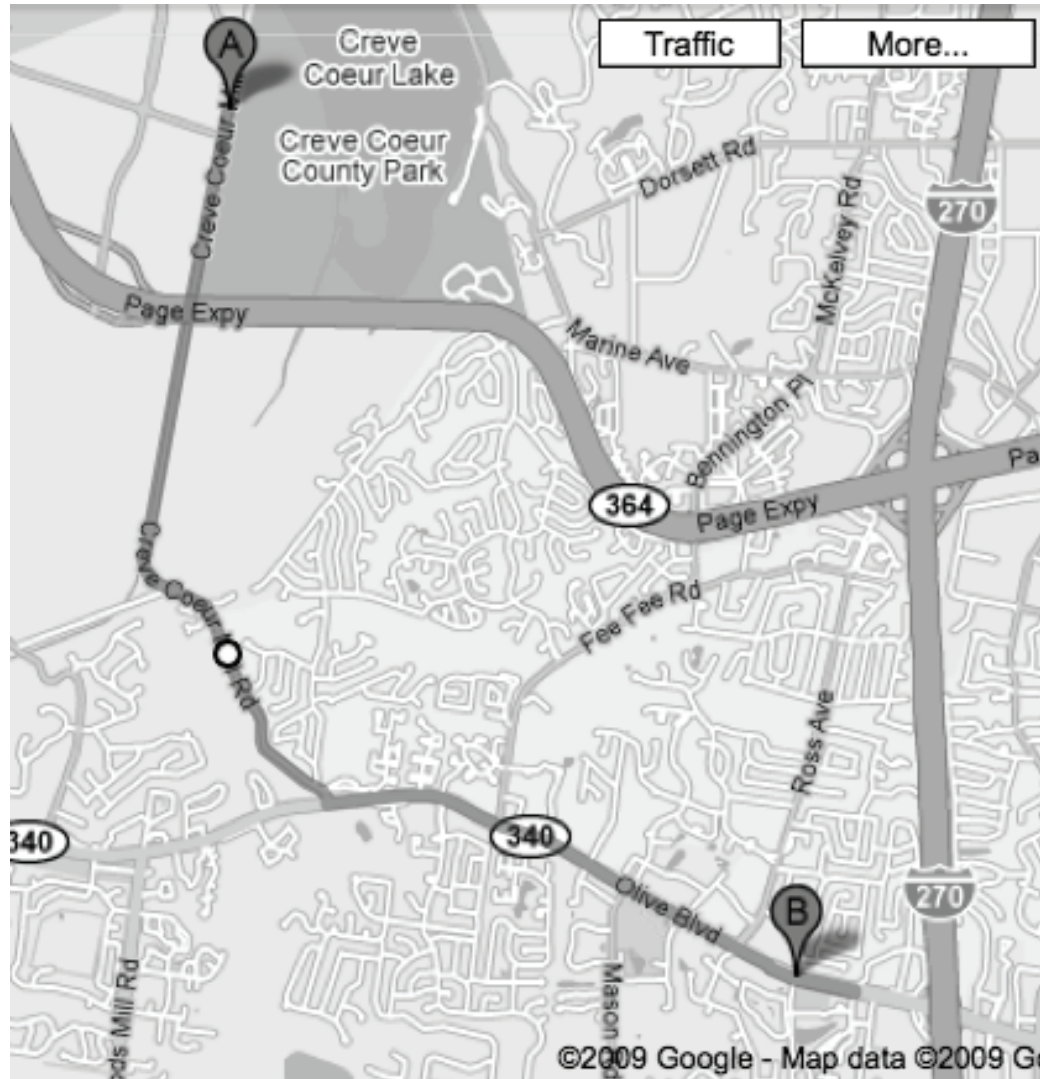 A
Creve
Coeur Lake
Traffic
More...
Creve Coeur
County Park
Creve Coeur
Dorsett Rd
McKelvey Rd
270
Page Expy
Marine Ave
Bennington Pl
364
Page Expy
Creve Coeur
Rd
Fee Fee Rd
Ross Ave
340
340
Olive Blvd
B
270
Mill Rd
Mason
©2009 Google - Map data ©2009